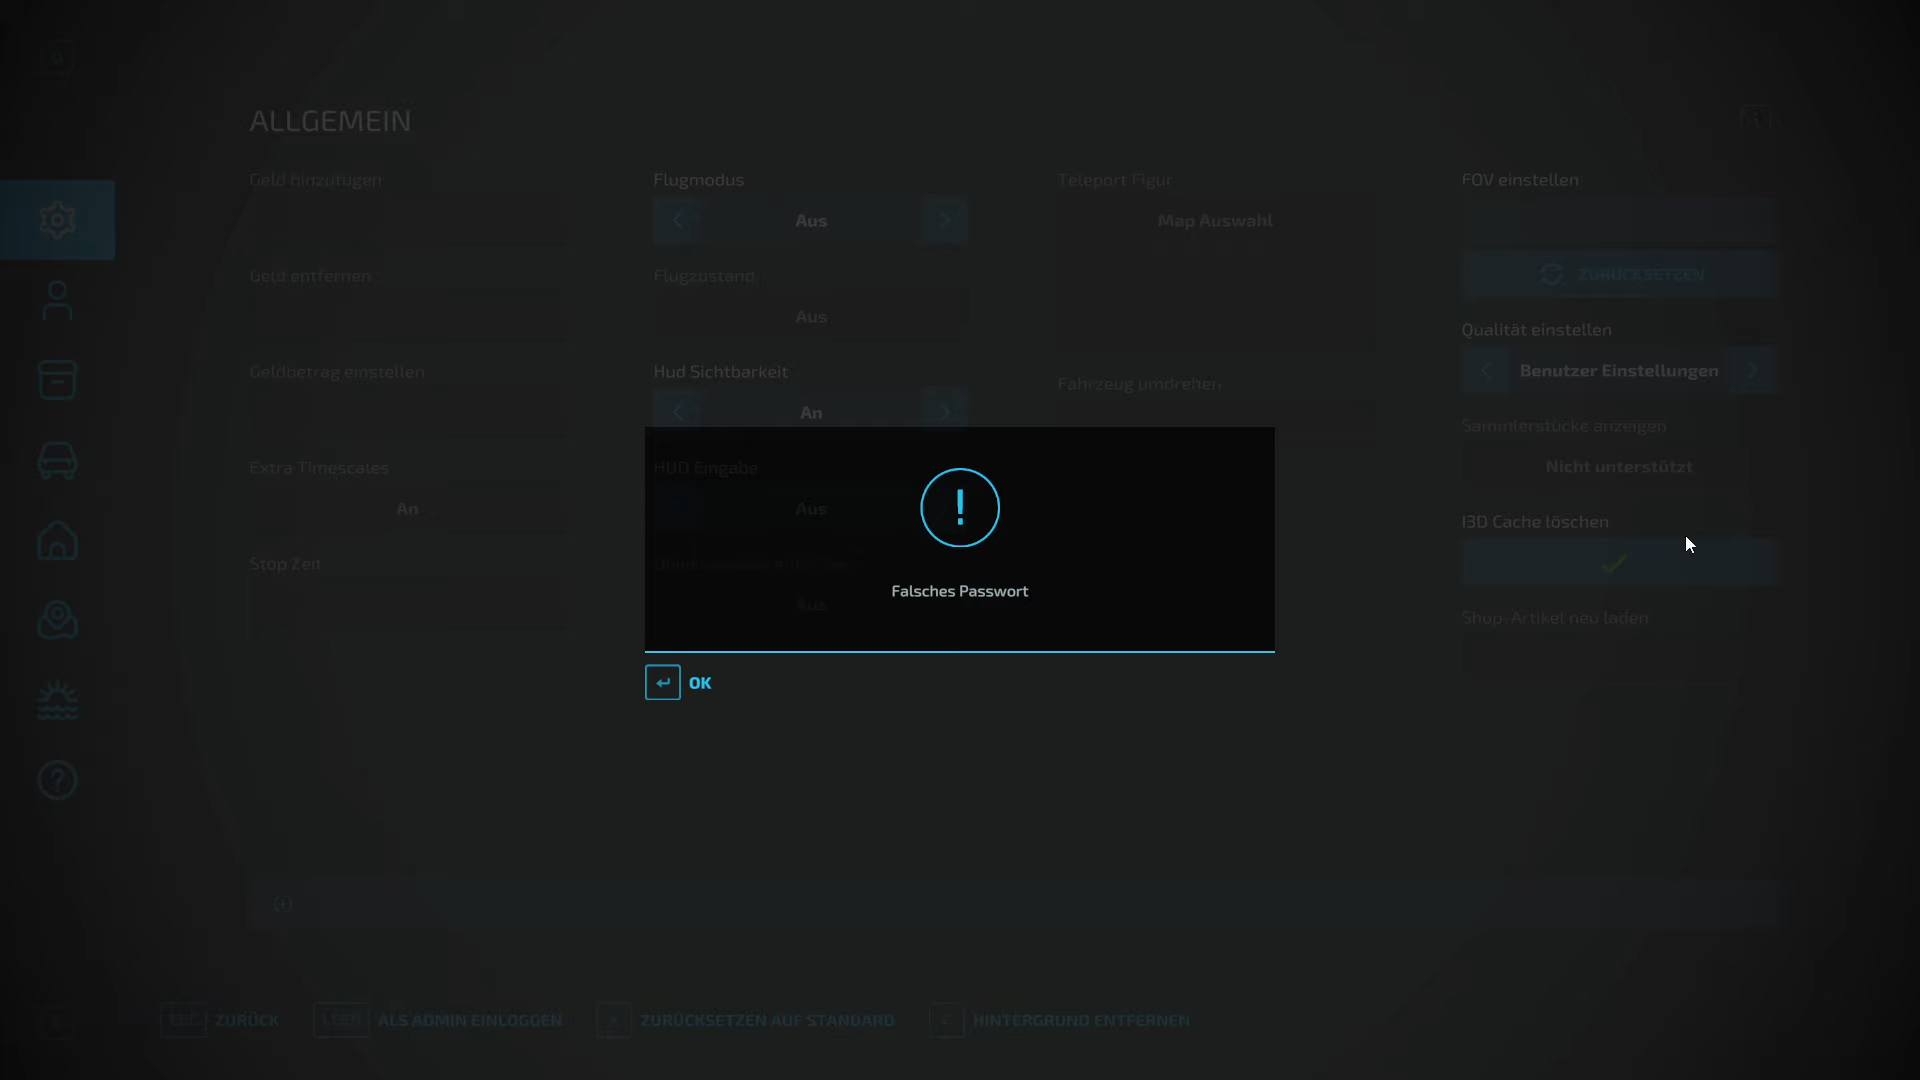 ALLGEMEIN
Geld hinzufügen
Flugmodus
Teleport Figur
FOV einstellen
Aus
Map Auswahl
Geld entfernen
Flugzustand
ZURÜCKSETZEN
Aus
Qualität einstellen
Geldbetrag einstellen
Hud Sichtbarkeit
Benutzer Einstellungen
Fahrzeug umdrehen
An
Sammlerstücke anzeigen
Extra Timescales
HUD Eingabe
Nicht unterstützt
An
Aus
I3D Cache löschen
Stop Zeit
Falsches Passwort
Aus
Shop-Artikel neu laden
OK
ZURÜCK
ALS ADMIN EINLOGGEN
ZURÜCKSETZEN AUF STANDARD
HINTERGRUND ENTFERNEN